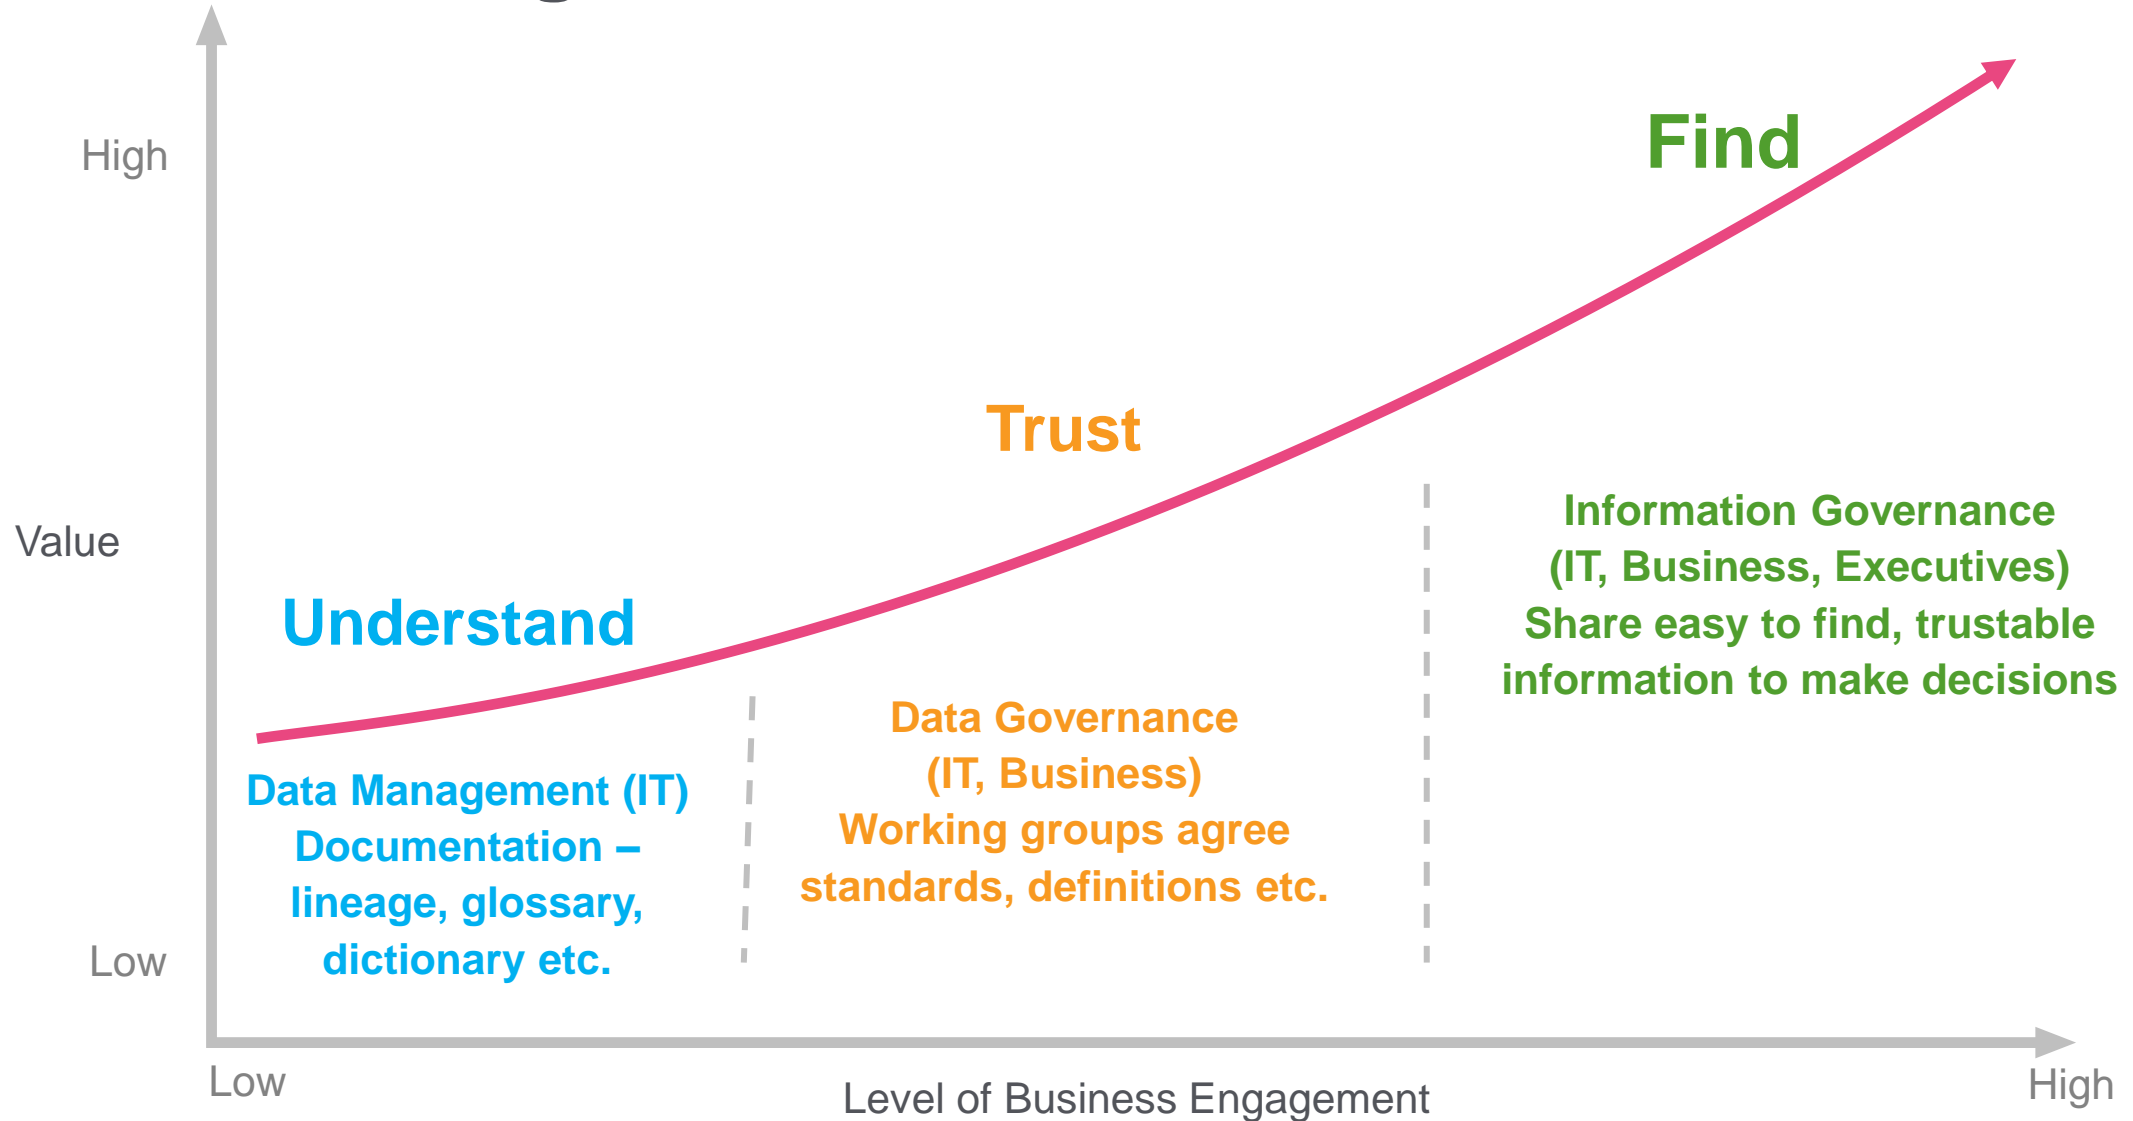 High
Find
Trust
Value
Understand
Information Governance
(IT, Business, Executives)
Share easy to find, trustable
information to make decisions
Data Governance
(IT, Business)
Working groups agree
standards, definitions etc.
Data Management (IT)
Documentation –
lineage, glossary,
dictionary etc.
Low
Low
Level of Business Engagement
High